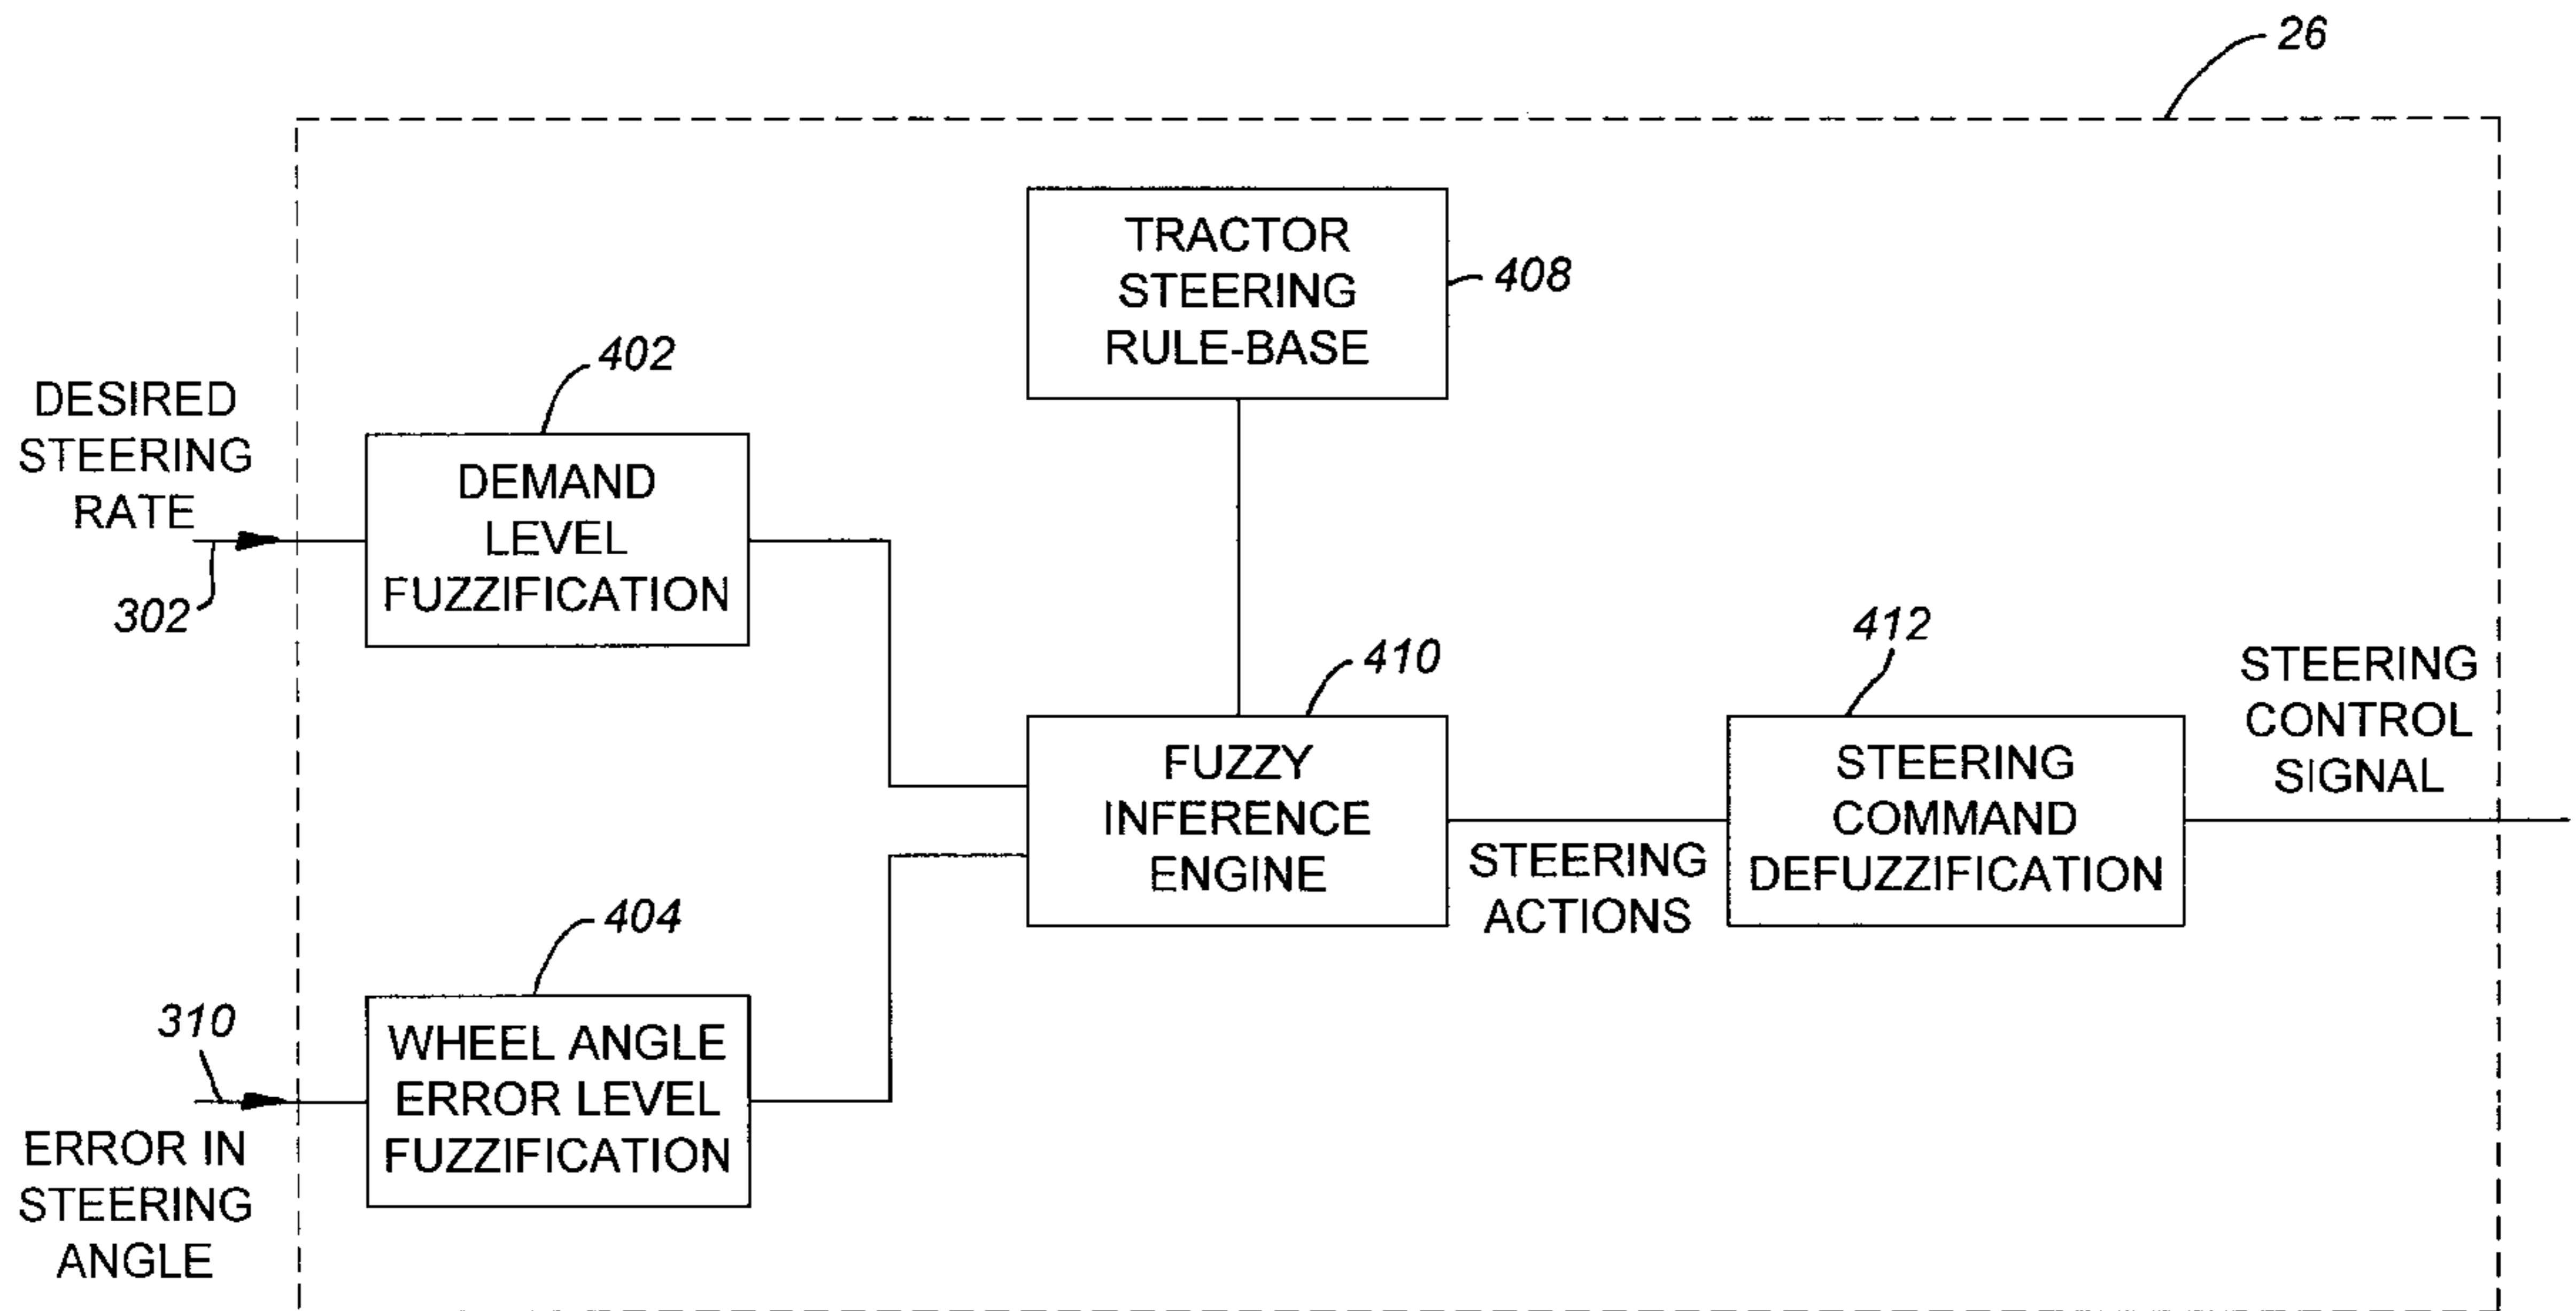 26
TRACTOR
STEERING
RULE-BASE
408
402
DESIRED
STEERING
RATE
302
DEMAND
LEVEL
FUZZIFICATION
410
FUZZY
INFERENCE
ENGINE
STEERING
ACTIONS
412
STEERING
COMMAND
DEFUZZIFICATION
STEERING
CONTROL
SIGNAL
404
WHEEL ANGLE
ERROR LEVEL
FUZZIFICATION
310
ERROR IN
STEERING
ANGLE